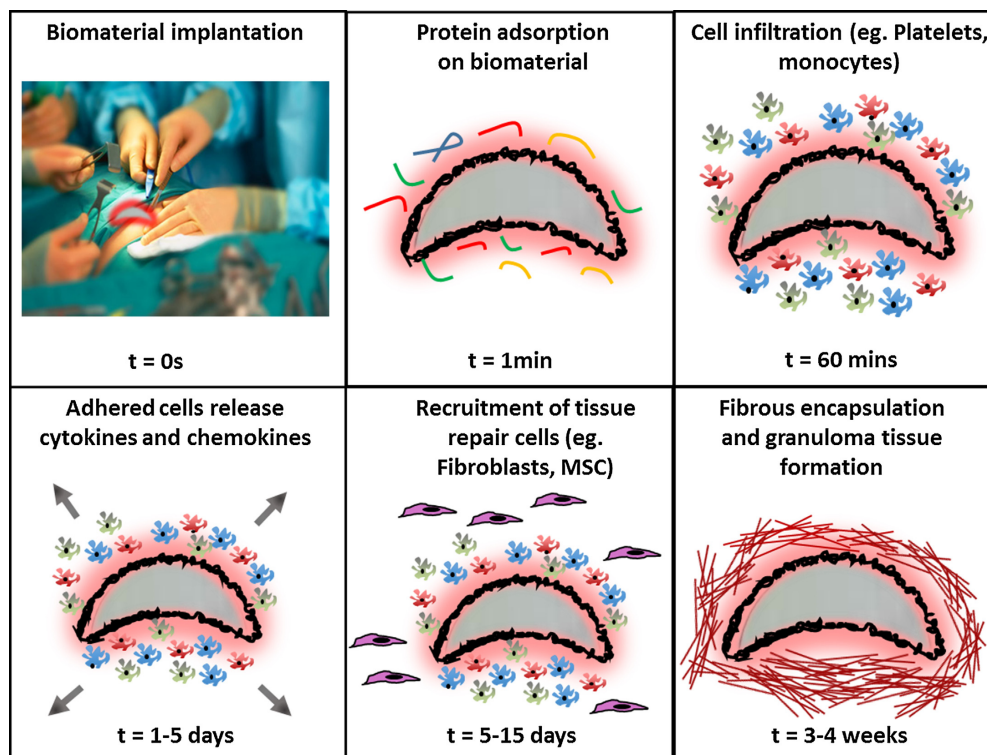 Biomaterial implantation
t = 0s
Protein adsorption
on biomaterial
t = 1min
Cell infiltration (eg. Platelets,
monocytes)
t = 60 mins
Adhered cells release
cytokines and chemokines
t = 1-5 days
Recruitment of tissue
repair cells (eg.
Fibroblasts, MSC)
t = 5-15 days
Fibrous encapsulation
and granuloma tissue
formation
t = 3-4 weeks